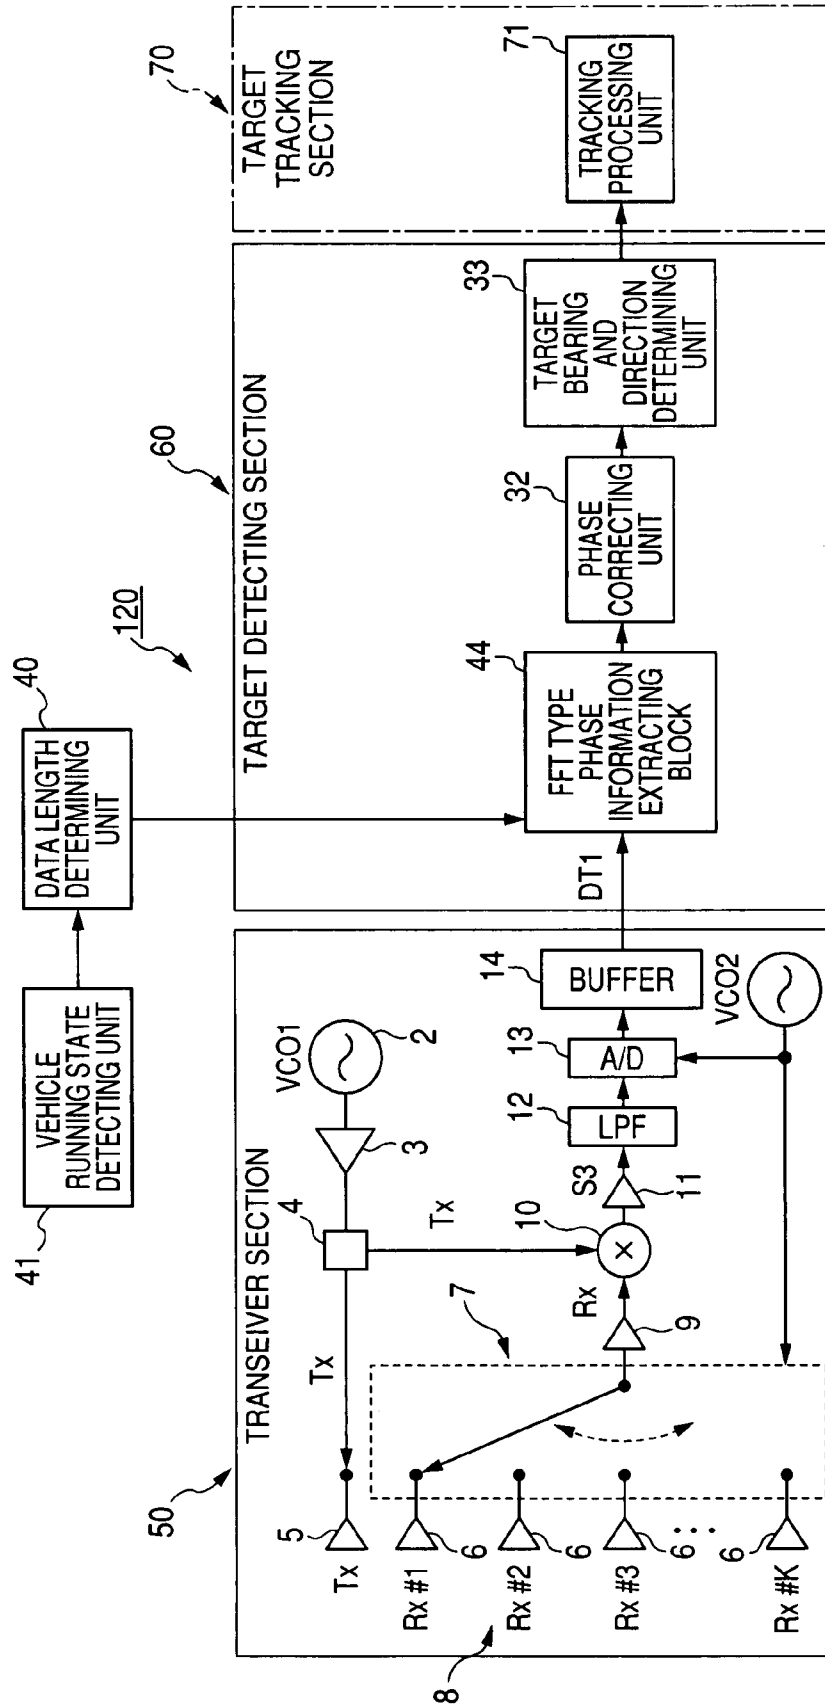 41
VEHICLE
RUNNING STATE
DETECTING UNIT
40
DATA LENGTH
DETERMINING
UNIT
120
50
TRANSEIVER SECTION
60
TARGET DETECTING SECTION
70
TARGET
TRACKING
SECTION
VCO1
2
3
4
Tx
Tx
5
Tx
Rx #1
6
Rx #2
6
Rx #3
6
...
Rx #K
6
8
7
9
Rx
10
S3
11
12
LPF
13
A/D
14
BUFFER
VCO2
DT1
44
FFT TYPE
PHASE
INFORMATION
EXTRACTING
BLOCK
32
PHASE
CORRECTING
UNIT
33
TARGET
BEARING
AND
DIRECTION
DETERMINING
UNIT
71
TRACKING
PROCESSING
UNIT